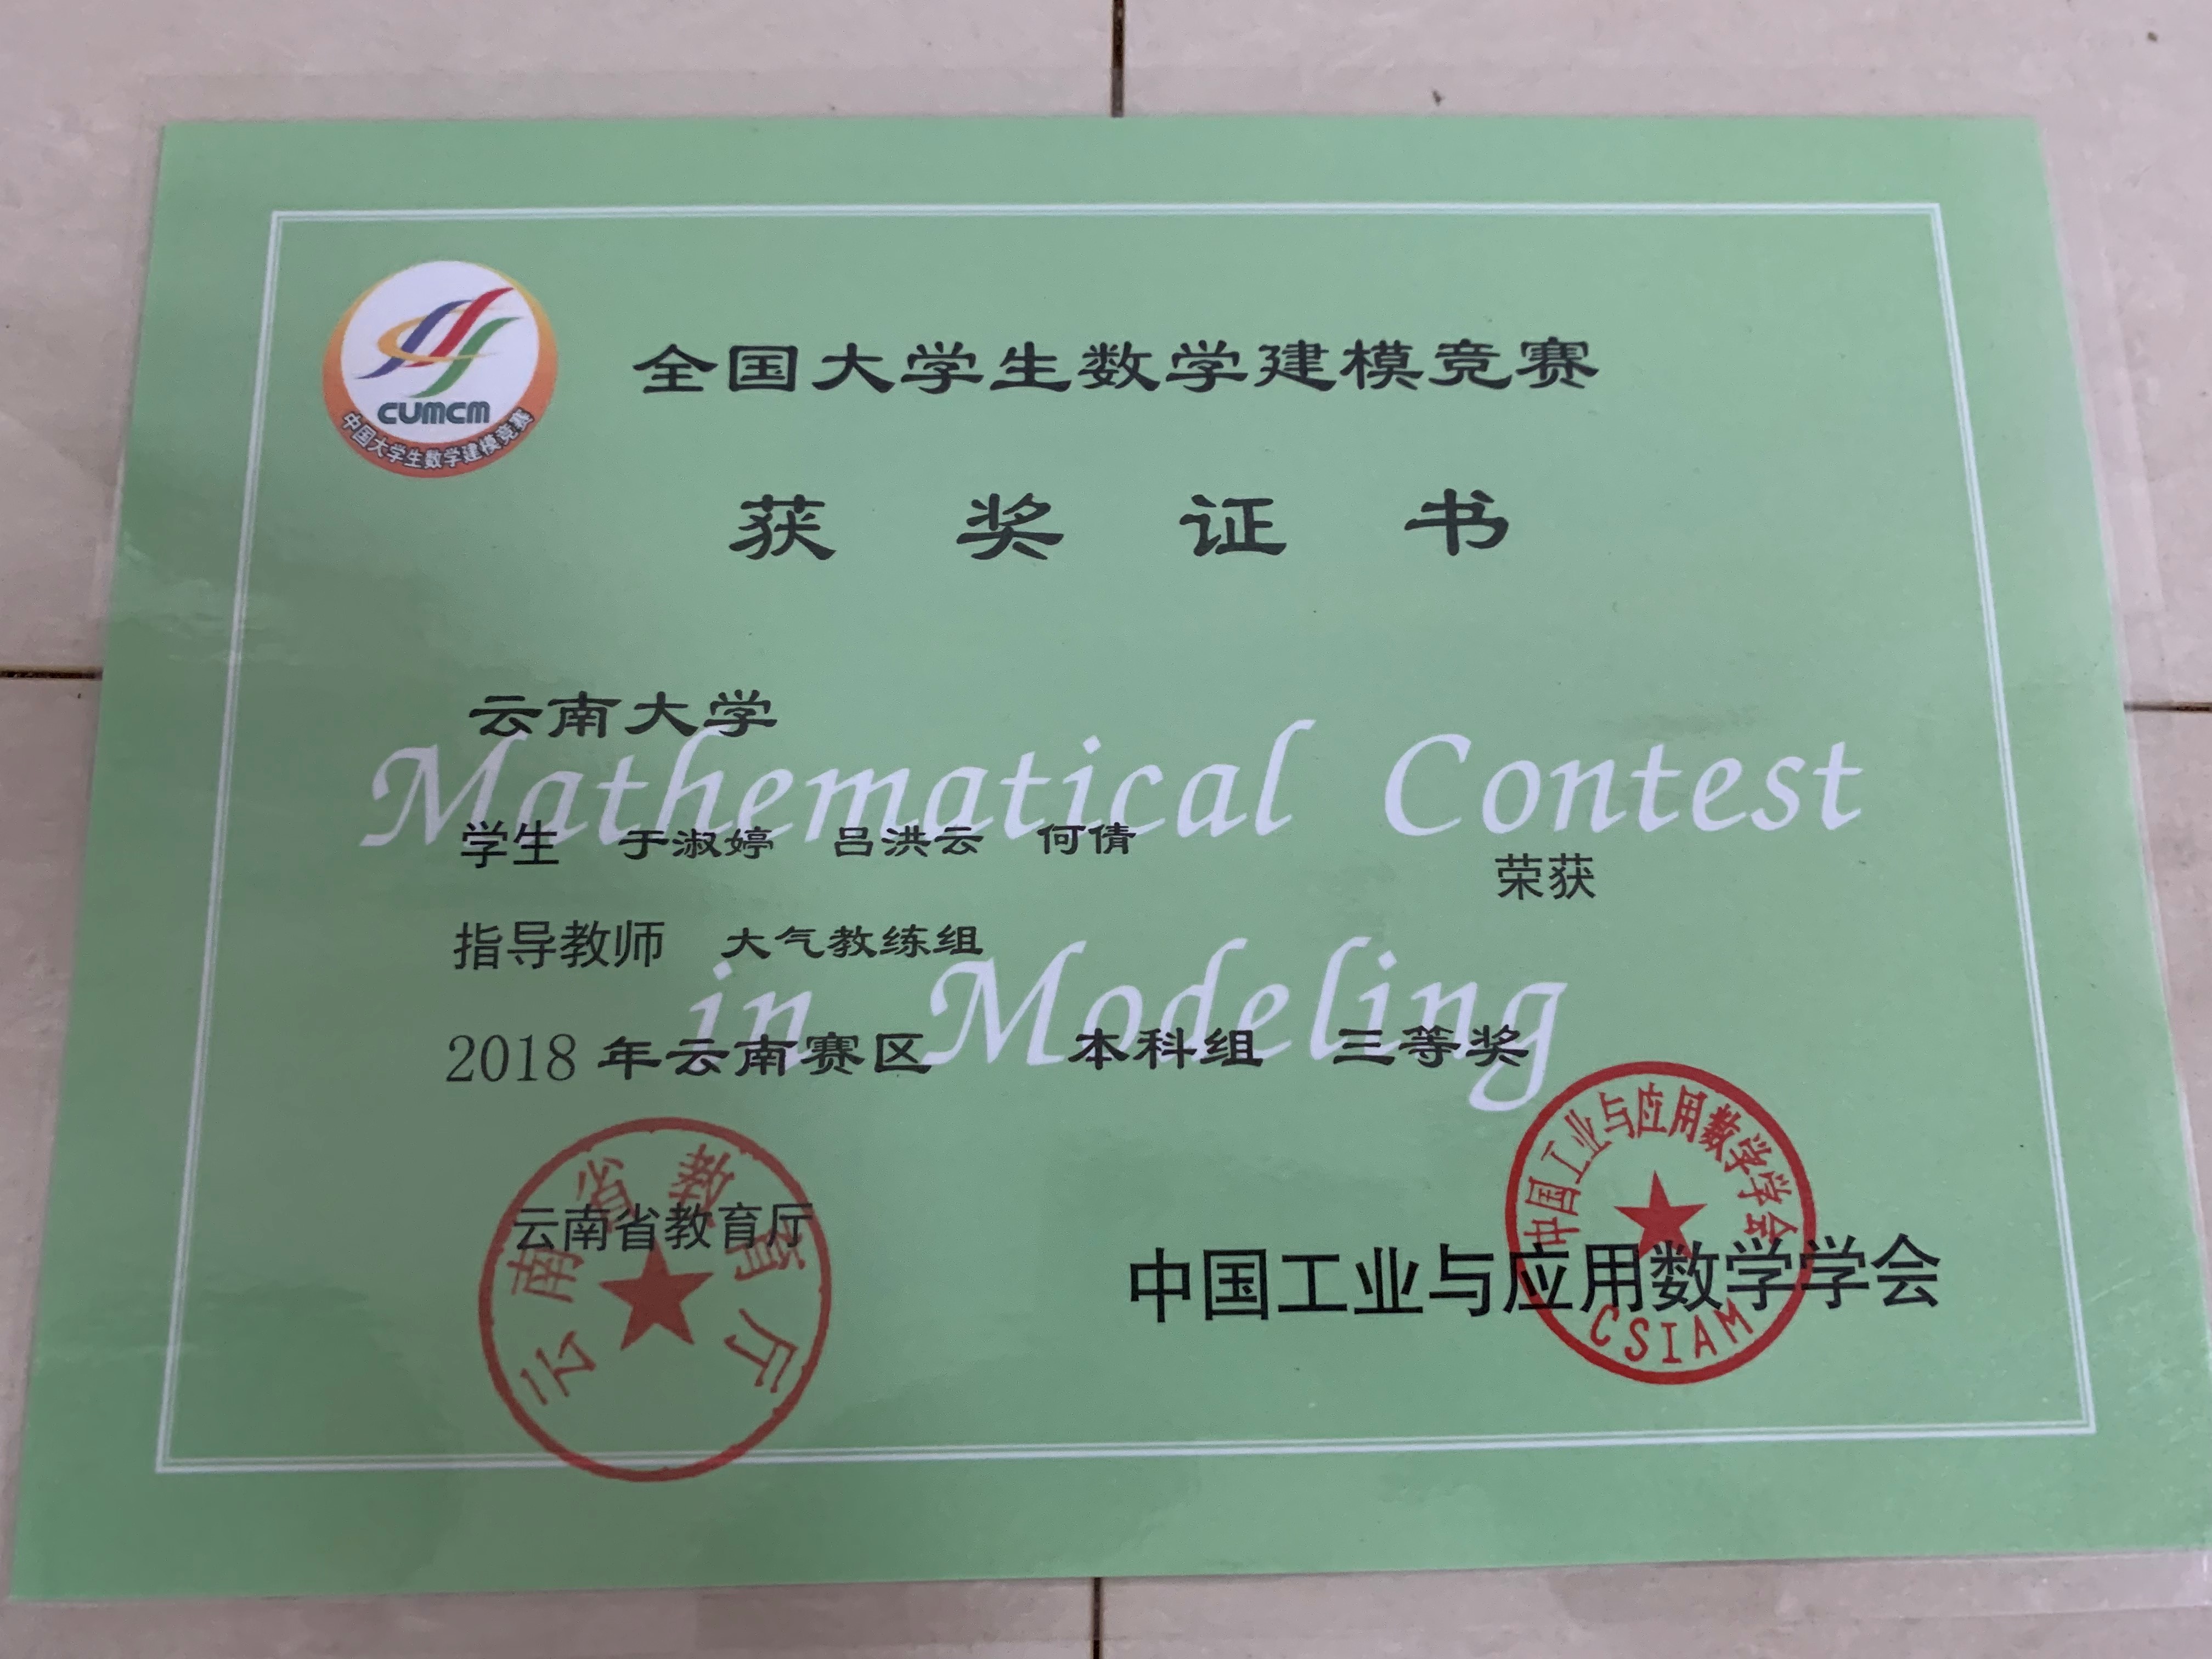 CUMCM
中国大学生数学建模竞赛
全国大学生数学建模竞赛
获 奖 证 书
云南大学
Mathematical Contest
学生 于淑婷 吕洪云 何倩
荣获
指导教师 大气教练组
in Modeling
2018 年云南赛区 本科组 三等奖
云南省教育厅
云南省教育厅
中国工业与应用数学学会
中国工业与应用数学学会
CSIAM